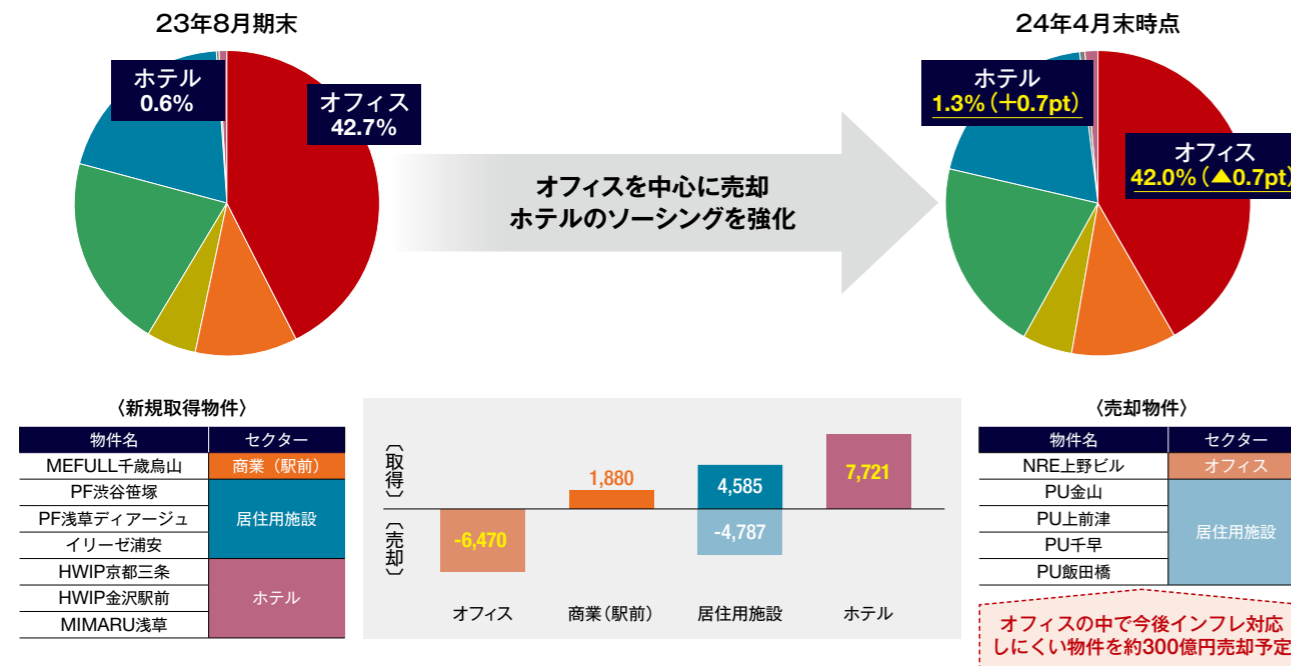 23年8月期末
ホテル
0.6%
オフィス
42.7%
オフィスを中心に売却
ホテルのソーシングを強化
24年4月末時点
ホテル
1.3%（+0.7pt）
オフィス
42.0%（▲0.7pt）
〈新規取得物件〉
物件名 セクター
MEFULL千歳烏山 商業（駅前）
PF渋谷笹塚
PF浅草ディアージュ 居住用施設
イリーゼ浦安
HWIP京都三条
HWIP金沢駅前 ホテル
MIMARU浅草
〔取得〕
〔売却〕
-6,470
1,880
4,585
-4,787
7,721
オフィス 商業（駅前） 居住用施設 ホテル
〈売却物件〉
物件名 セクター
NRE上野ビル オフィス
PU金山
PU上前津 居住用施設
PU千早
PU飯田橋
オフィスの中で今後インフレ対応
しにくい物件を約300億円売却予定